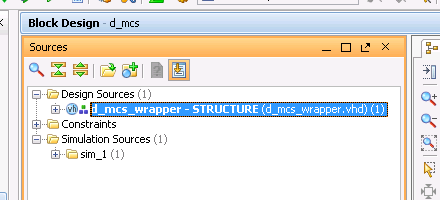 Block Design - d_mcs
Sources
Design Sources (1)
d_mcs_wrapper - STRUCTURE (d_mcs_wrapper.vhd) (1)
Constraints
Simulation Sources (1)
sim_1 (1)